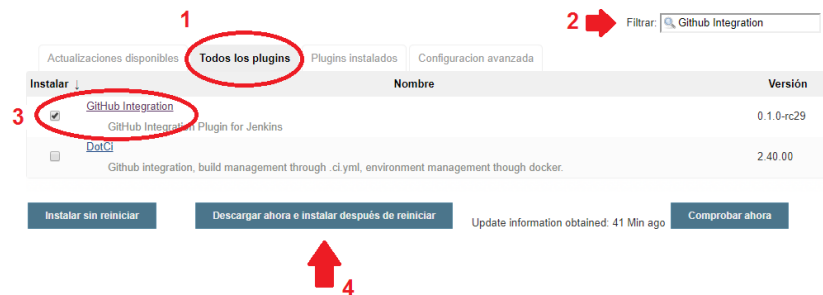 1
2 Filtrar: Github Integration
Actualizaciones disponibles Todos los plugins Plugins instalados Configuracion avanzada
Instalar ↓ Nombre Versión
3 GitHub Integration 0.1.0-rc29
GitHub Integration Plugin for Jenkins
DotCi 2.40.00
Github integration, build management through .ci.yml, environment management though docker.
Instalar sin reiniciar Descargar ahora e instalar después de reiniciar Update information obtained: 41 Min ago Comprobar ahora
4